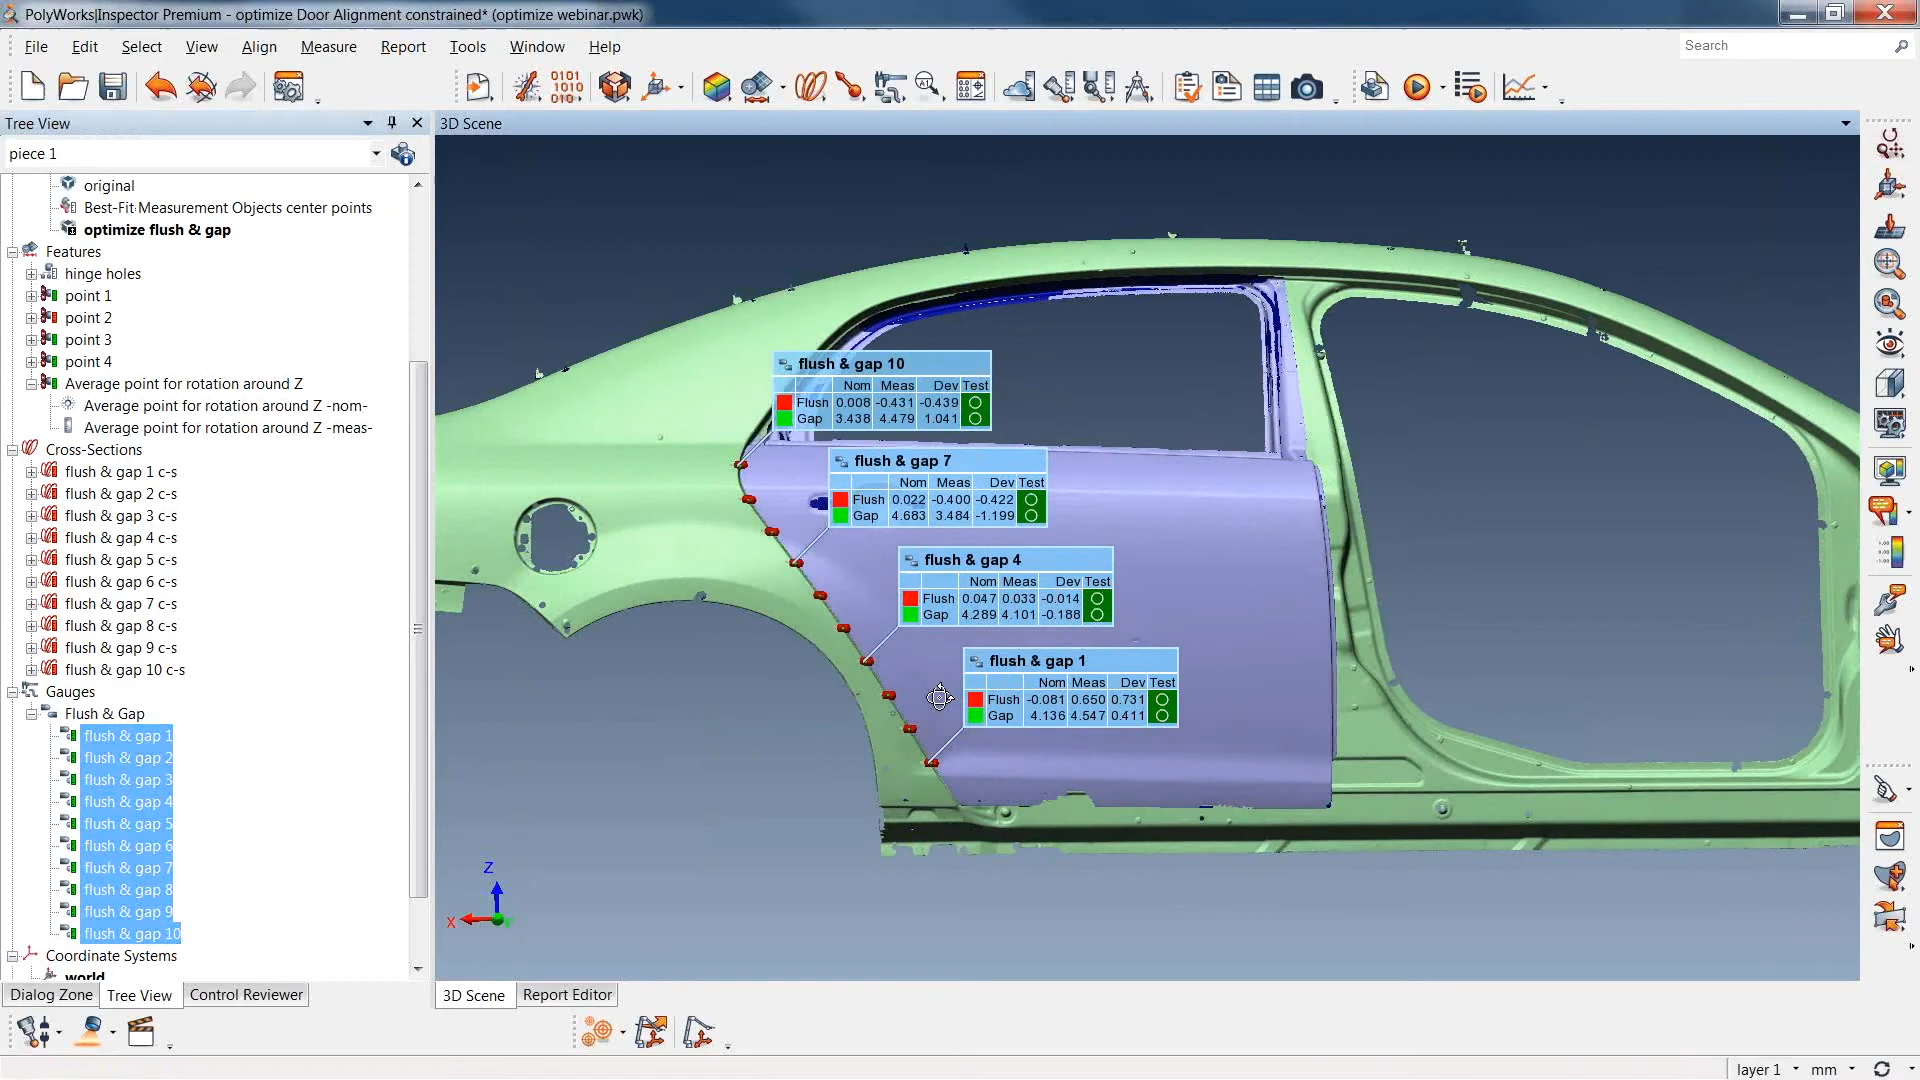 PolyWorks|Inspector Premium - optimize Door Alignment constrained* (optimize webinar.pwk)
File Edit Select View Align Measure Report Tools Window Help
Search
0101
1010
010
A1
Tree View
3D Scene
piece 1
original
Best-Fit Measurement Objects center points
optimize flush & gap
Features
hinge holes
point 1
point 2
point 3
point 4
Average point for rotation around Z
Average point for rotation around Z -nom-
Average point for rotation around Z -meas-
Cross-Sections
flush & gap 1 c-s
flush & gap 2 c-s
flush & gap 3 c-s
flush & gap 4 c-s
flush & gap 5 c-s
flush & gap 6 c-s
flush & gap 7 c-s
flush & gap 8 c-s
flush & gap 9 c-s
flush & gap 10 c-s
Gauges
Flush & Gap
flush & gap 1
flush & gap 2
flush & gap 3
flush & gap 4
flush & gap 5
flush & gap 6
flush & gap 7
flush & gap 8
flush & gap 9
flush & gap 10
Coordinate Systems
world
flush & gap 10
Nom Meas Dev Test
Flush 0.008 -0.431 -0.439
Gap 3.438 4.479 1.041
flush & gap 7
Nom Meas Dev Test
Flush 0.022 -0.400 -0.422
Gap 4.683 3.484 -1.199
flush & gap 4
Nom Meas Dev Test
Flush 0.047 0.033 -0.014
Gap 4.289 4.101 -0.188
flush & gap 1
Nom Meas Dev Test
Flush -0.081 0.650 0.731
Gap 4.136 4.547 0.411
Z
X
Dialog Zone Tree View Control Reviewer
3D Scene Report Editor
layer 1 mm